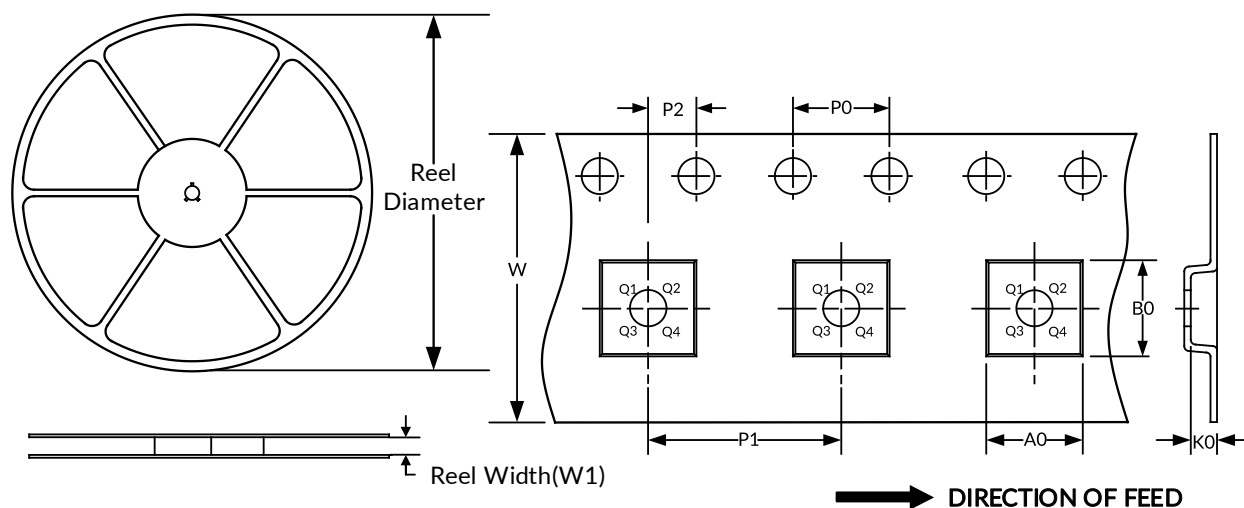 P2
P0
Reel
Diameter
W
Q1 Q2
Q3 Q4
Q1 Q2
Q3 Q4
Q1 Q2
Q3 Q4
B0
P1
A0
K0
Reel Width(W1)
DIRECTION OF FEED